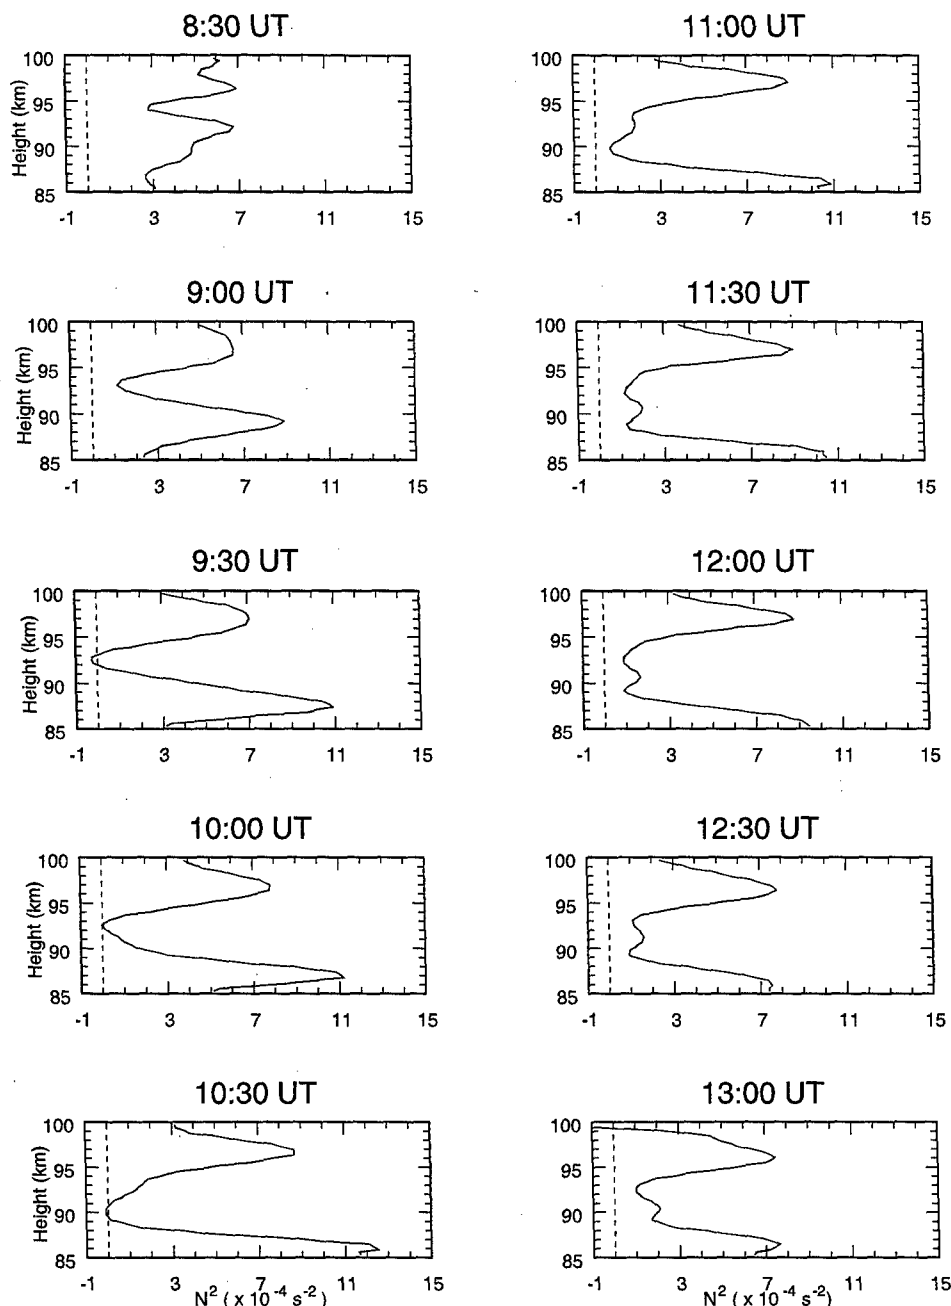 8:30 UT
Height (km)
100
95
90
85
-1 3 7 11 15
11:00 UT
100
95
90
85
-1 3 7 11 15
9:00 UT
Height (km)
100
95
90
85
-1 3 7 11 15
11:30 UT
100
95
90
85
-1 3 7 11 15
9:30 UT
Height (km)
100
95
90
85
-1 3 7 11 15
12:00 UT
100
95
90
85
-1 3 7 11 15
10:00 UT
Height (km)
100
95
90
85
-1 3 7 11 15
12:30 UT
100
95
90
85
-1 3 7 11 15
10:30 UT
Height (km)
100
95
90
85
-1 3 7 11 15
N² ( x 10⁻⁴ s⁻²)
13:00 UT
100
95
90
85
-1 3 7 11 15
N² ( x 10⁻⁴ s⁻²)